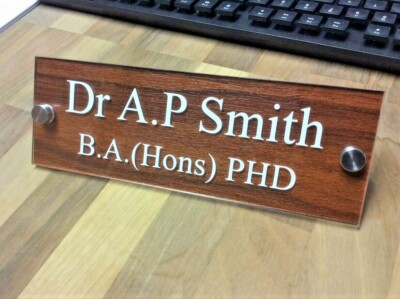 Dr A.P Smith
B.A.(Hons) PHD